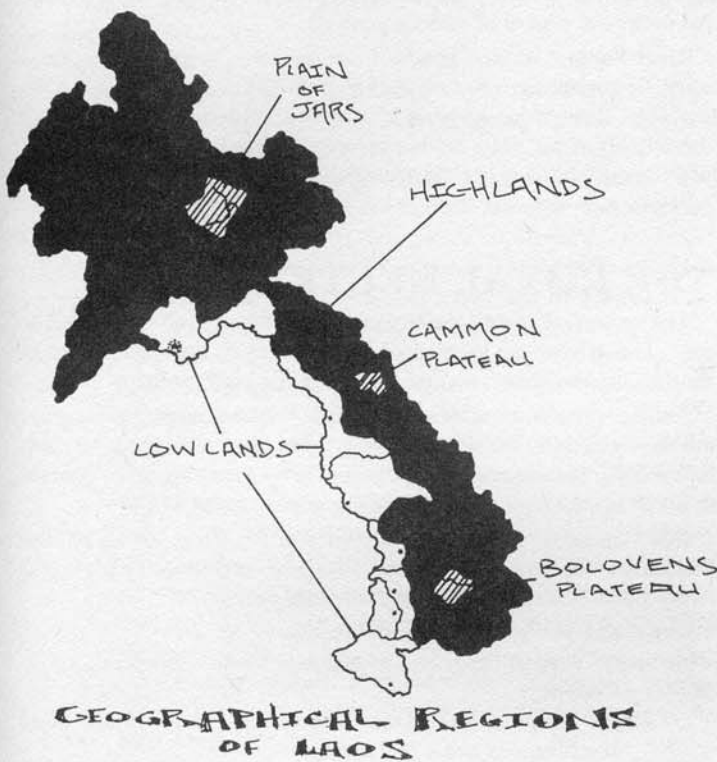 PLAIN
OF
JARS
HIGHLANDS
CAMMON
PLATEAU
LOWLANDS
BOLOVENS
PLATEAU
GEOGRAPHICAL REGIONS
OF LAOS